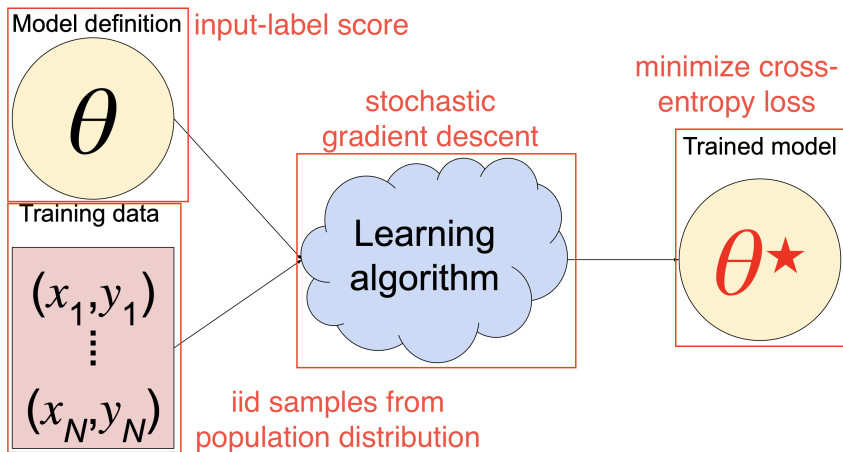 Model definition
input-label score
θ
Training data
(x1,y1)
⋮
(xN,yN)
iid samples from
population distribution
stochastic
gradient descent
Learning
algorithm
minimize cross-
entropy loss
Trained model
θ★